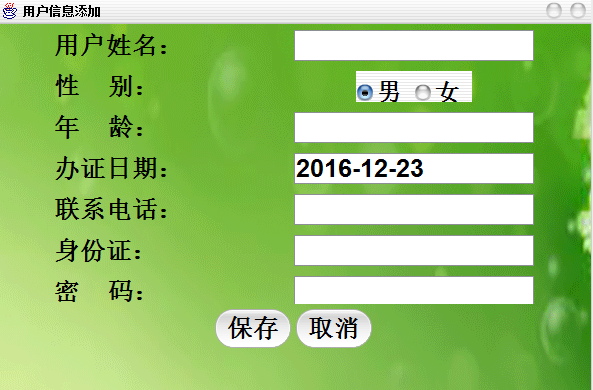 用户信息添加
用户姓名：
性 别： 男 女
年 龄：
办证日期： 2016-12-23
联系电话：
身份证：
密 码：
保存 取消